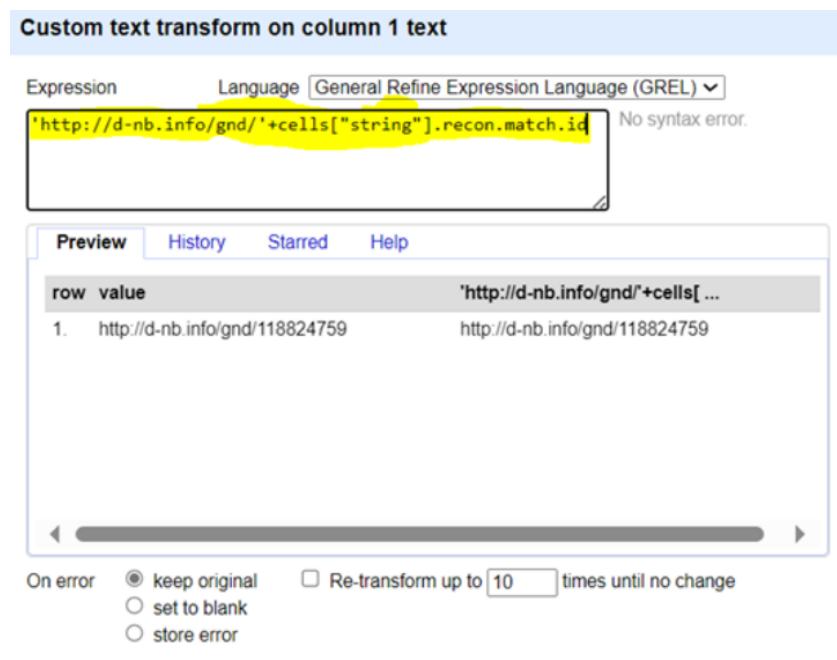 Custom text transform on column 1 text
Expression Language General Refine Expression Language (GREL)
'http://d-nb.info/gnd/'+cells["string"].recon.match.id No syntax error.
Preview History Starred Help
row value 'http://d-nb.info/gnd/'+cells[ ...
1. http://d-nb.info/gnd/118824759 http://d-nb.info/gnd/118824759
On error keep original Re-transform up to 10 times until no change
set to blank
store error